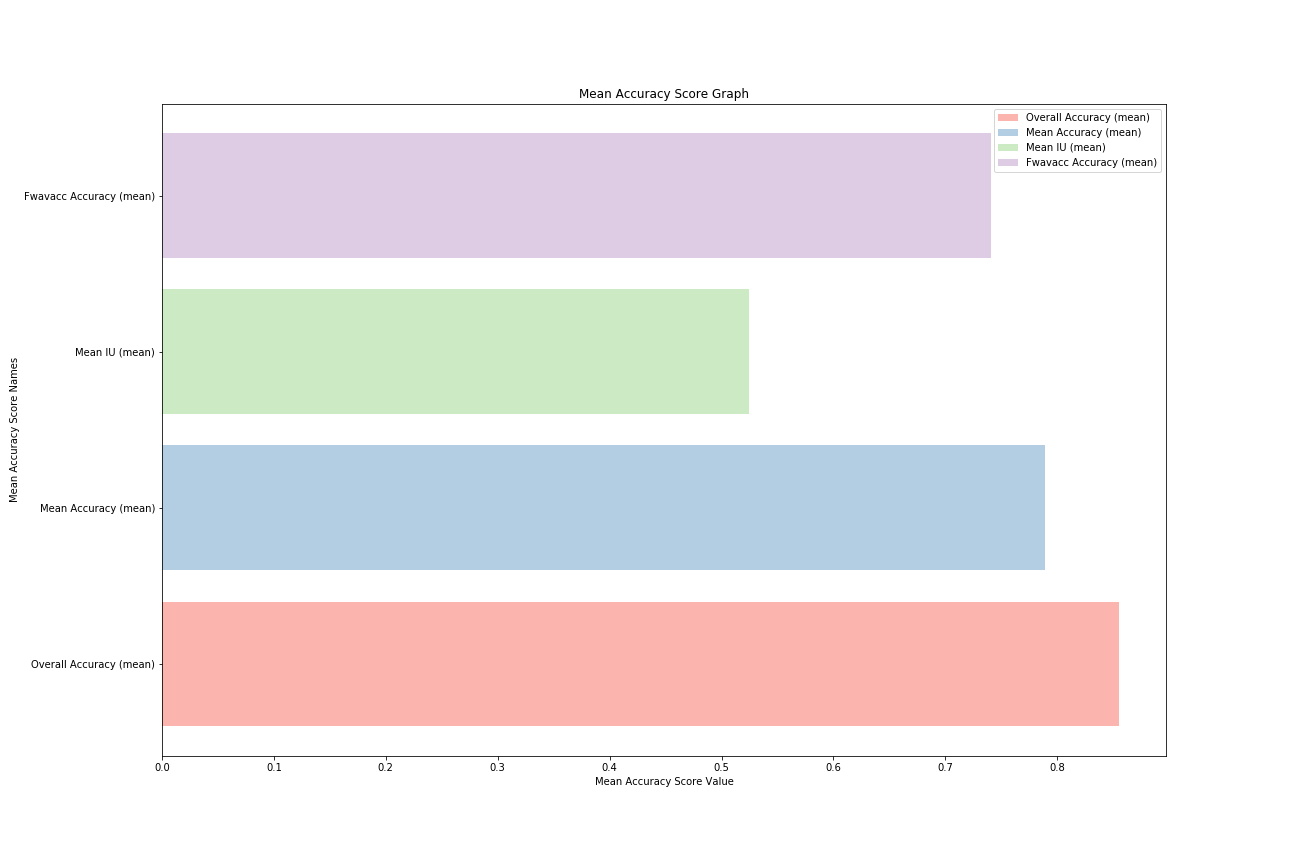 Mean Accuracy Score Graph
Overall Accuracy (mean)
Mean Accuracy (mean)
Mean IU (mean)
Fwavacc Accuracy (mean)
Fwavacc Accuracy (mean)
Mean IU (mean)
Mean Accuracy (mean)
Overall Accuracy (mean)
Mean Accuracy Score Names
0.0 0.1 0.2 0.3 0.4 0.5 0.6 0.7 0.8
Mean Accuracy Score Value